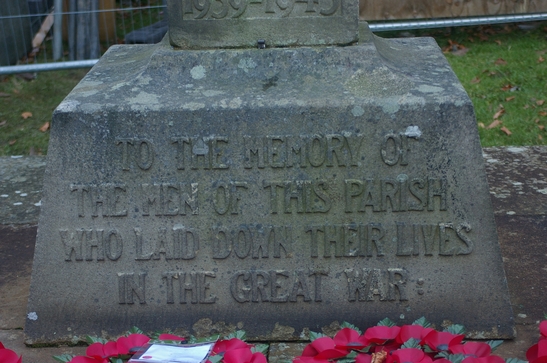 1939-1945
TO THE MEMORY OF
THE MEN OF THIS PARISH
WHO LAID DOWN THEIR LIVES
IN THE GREAT WAR.